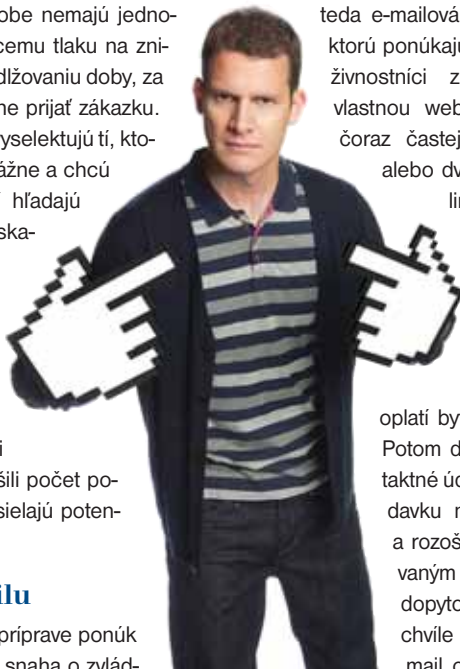 obe nemajú jedno-
cemu tlaku na zni-
dlžovaniu doby, za
ne prijať zákazku.
yselektujú tí, kto-
ážne a chcú
hľadajú
ska-
i
šili počet po-
sielajú poten-
ilu
príprave ponúk
snaha o zvlád-
teda e-mailová
ktorú ponúkajú
živnostníci z
vlastnou web
čoraz častej
alebo dv
lin
oplatí by
Potom d
taktné úd
davku n
a rozoš
vaným
dopyto
chvíle
mail o